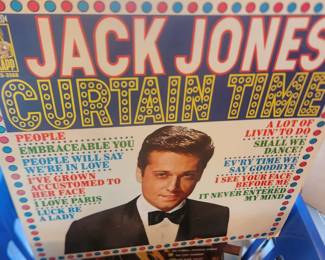 KAPP
JACK JONES
CURTAIN TIME
PEOPLE
EMBRACEABLE YOU
PEOPLE WILL SAY
WE'RE IN LOVE
I'VE GROWN
ACCUSTOMED TO
HER FACE
I LOVE PARIS
LUCK BE
A LADY
A LOT OF
LIVIN' TO DO
SHALL WE
DANCE?
EV'RY TIME WE
SAY GOODBYE
I SEE YOUR FACE
BEFORE ME
IT NEVER ENTERED
MY MIND